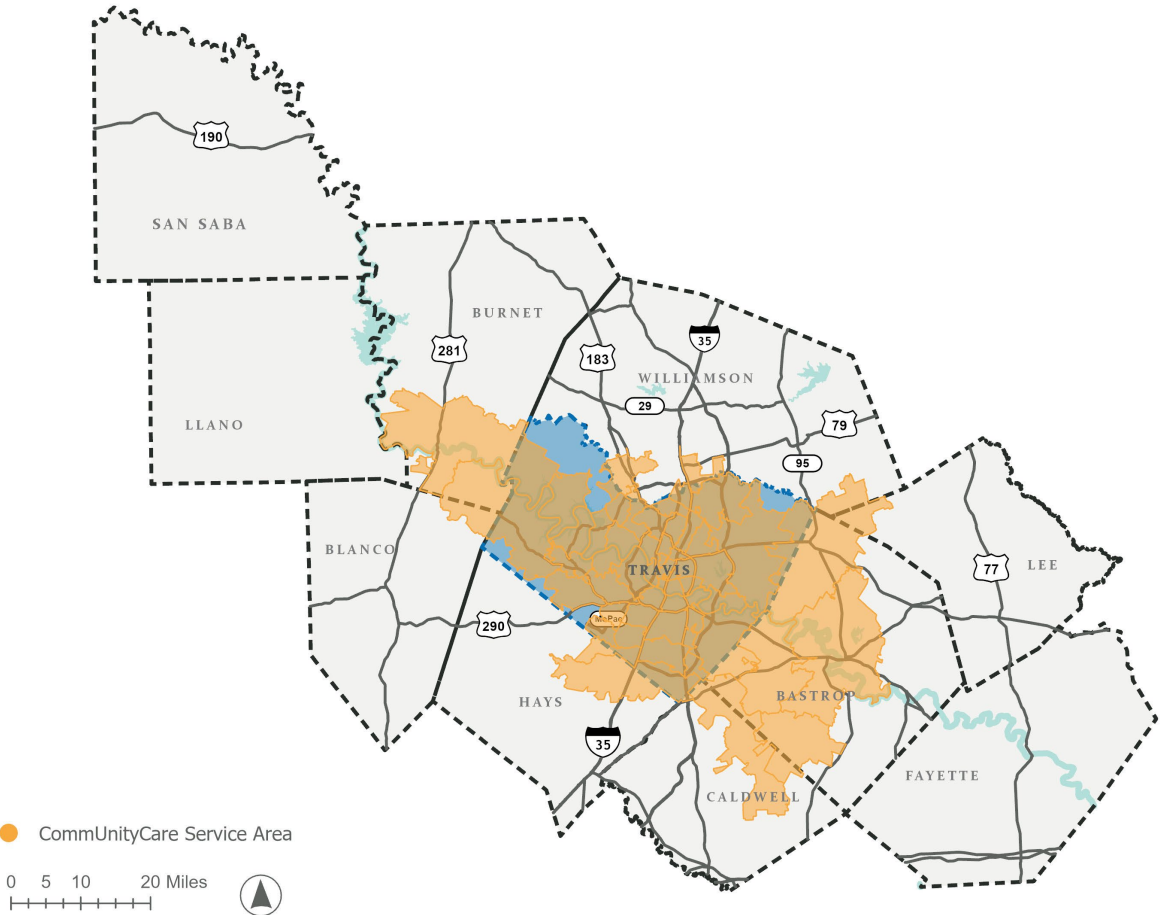 190
SAN SABA
BURNET
35
281
183
WILLIAMSON
29
LLANO
79
95
BLANCO
TRAVIS
77
LEE
290
MoPac
HAYS
BASTROP
35
FAYETTE
CALDWELL
CommUnityCare Service Area
0 5 10 20 Miles